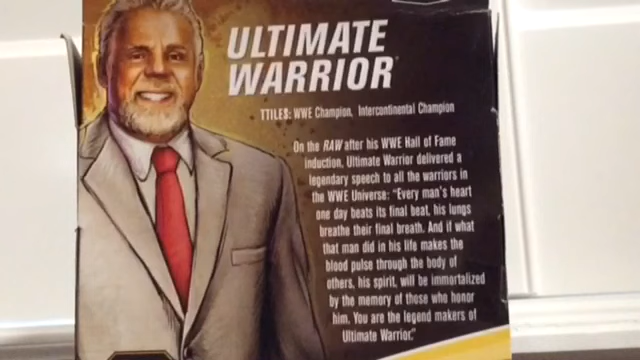 ULTIMATE
WARRIOR
TTILES: WWE Champion, Intercontinental Champion
On the RAW after his WWE Hall of Fame
induction, Ultimate Warrior delivered a
legendary speech to all the warriors in
the WWE Universe: "Every man's heart
one day beats its final beat, his lungs
breathe their final breath. And if what
that man did in his life makes the
blood pulse through the body of
others, his spirit, will be immortalized
by the memory of those who honor
him. You are the legend makers of
Ultimate Warrior."